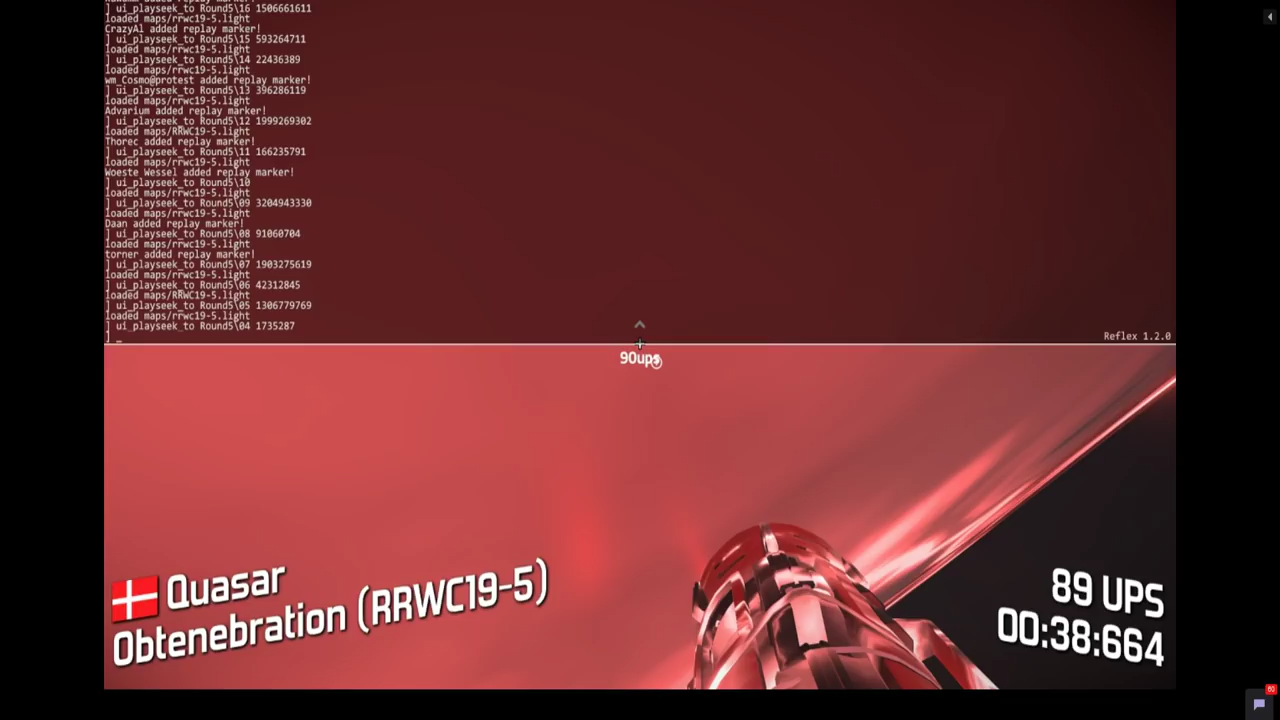 added replay marker!
] ui_playseek_to Round5\16 1506661611
loaded maps/rrwc19-5.light
CrazyAl added replay marker!
] ui_playseek_to Round5\15 593264711
loaded maps/rrwc19-5.light
] ui_playseek_to Round5\14 22436389
loaded maps/rrwc19-5.light
wm_Cosmo@protest added replay marker!
] ui_playseek_to Round5\13 396286119
loaded maps/rrwc19-5.light
Advarium added replay marker!
] ui_playseek_to Round5\12 1999269302
loaded maps/RRWC19-5.light
Thorec added replay marker!
] ui_playseek_to Round5\11 166235791
loaded maps/rrwc19-5.light
Woeste Wessel added replay marker!
] ui_playseek_to Round5\10
loaded maps/rrwc19-5.light
] ui_playseek_to Round5\09 3204943330
loaded maps/rrwc19-5.light
Daan added replay marker!
] ui_playseek_to Round5\08 91060704
loaded maps/rrwc19-5.light
torner added replay marker!
] ui_playseek_to Round5\07 1903275619
loaded maps/rrwc19-5.light
] ui_playseek_to Round5\06 42312845
loaded maps/RRWC19-5.light
] ui_playseek_to Round5\05 1306779769
loaded maps/rrwc19-5.light
] ui_playseek_to Round5\04 1735287
] _
Reflex 1.2.0
90ups
Quasar
Obtenebration (RRWC19-5)
89 UPS
00:38:664